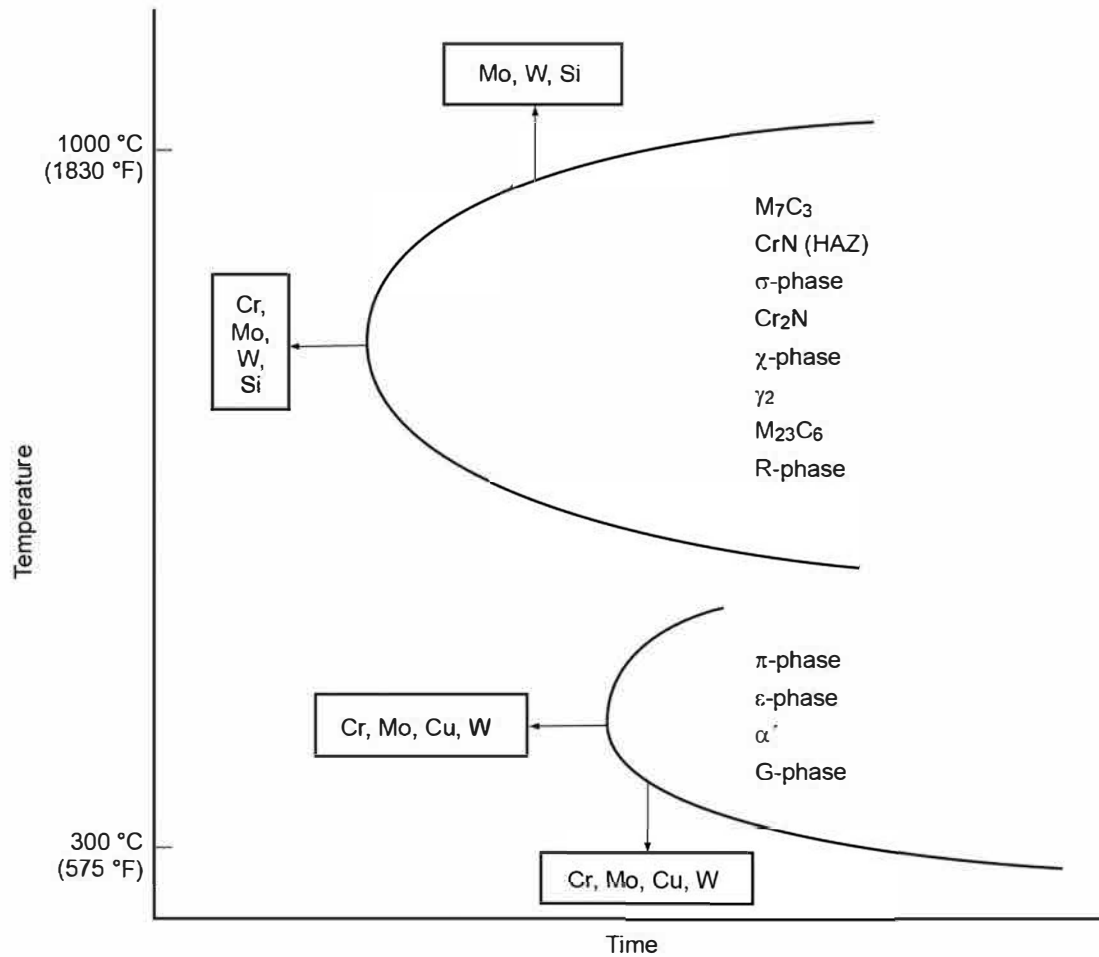 Mo, W, Si
1000 °C
(1830 °F)
M₇C₃
CrN (HAZ)
σ-phase
Cr₂N
χ-phase
γ₂
M₂₃C₆
R-phase
Cr,
Mo,
W,
Si
Temperature
π-phase
ε-phase
α´
G-phase
Cr, Mo, Cu, W
300 °C
(575 °F)
Cr, Mo, Cu, W
Time